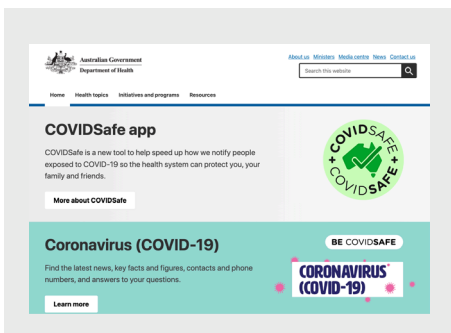 Australian Government
Department of Health
About us Ministers Media centre News Contact us
Search this website
Home Health topics Initiatives and programs Resources
COVIDSafe app
COVIDSafe is a new tool to help speed up how we notify people
exposed to COVID-19 so the health system can protect you, your
family and friends.
More about COVIDSafe
COVIDSAFE
COVIDSAFE
Coronavirus (COVID-19)
Find the latest news, key facts and figures, contacts and phone
numbers, and answers to your questions.
Learn more
BE COVIDSAFE
CORONAVIRUS
(COVID-19)